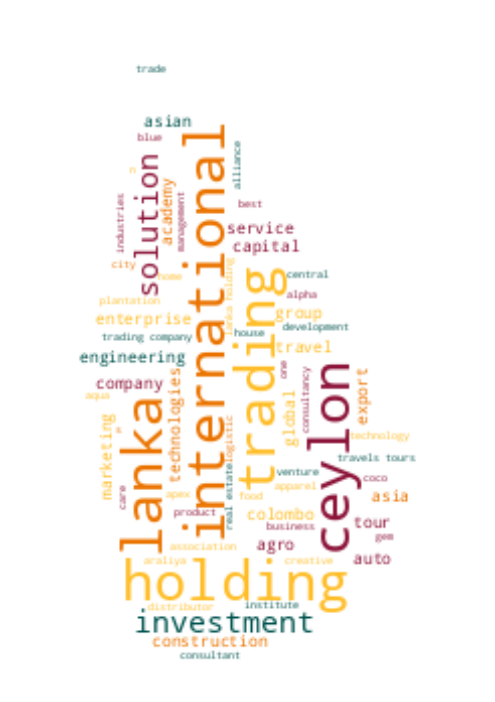 trade
asian
blue
n
solution
international
alliance
academy
management
industries
best
service
capital
city
home
lanka holding
trading
central
alpha
plantation
enterprise
group
development
trading company
house
travel
engineering
company
technologies
one
consultancy
export
aqua
lanka
marketing
global
ceylon
logistic
technology
travels tours
real estate
venture
coco
care
apex
food
apparel
asia
product
colombo
tour
business
gem
association
agro
auto
araliya
creative
holding
distributor
institute
investment
construction
consultant